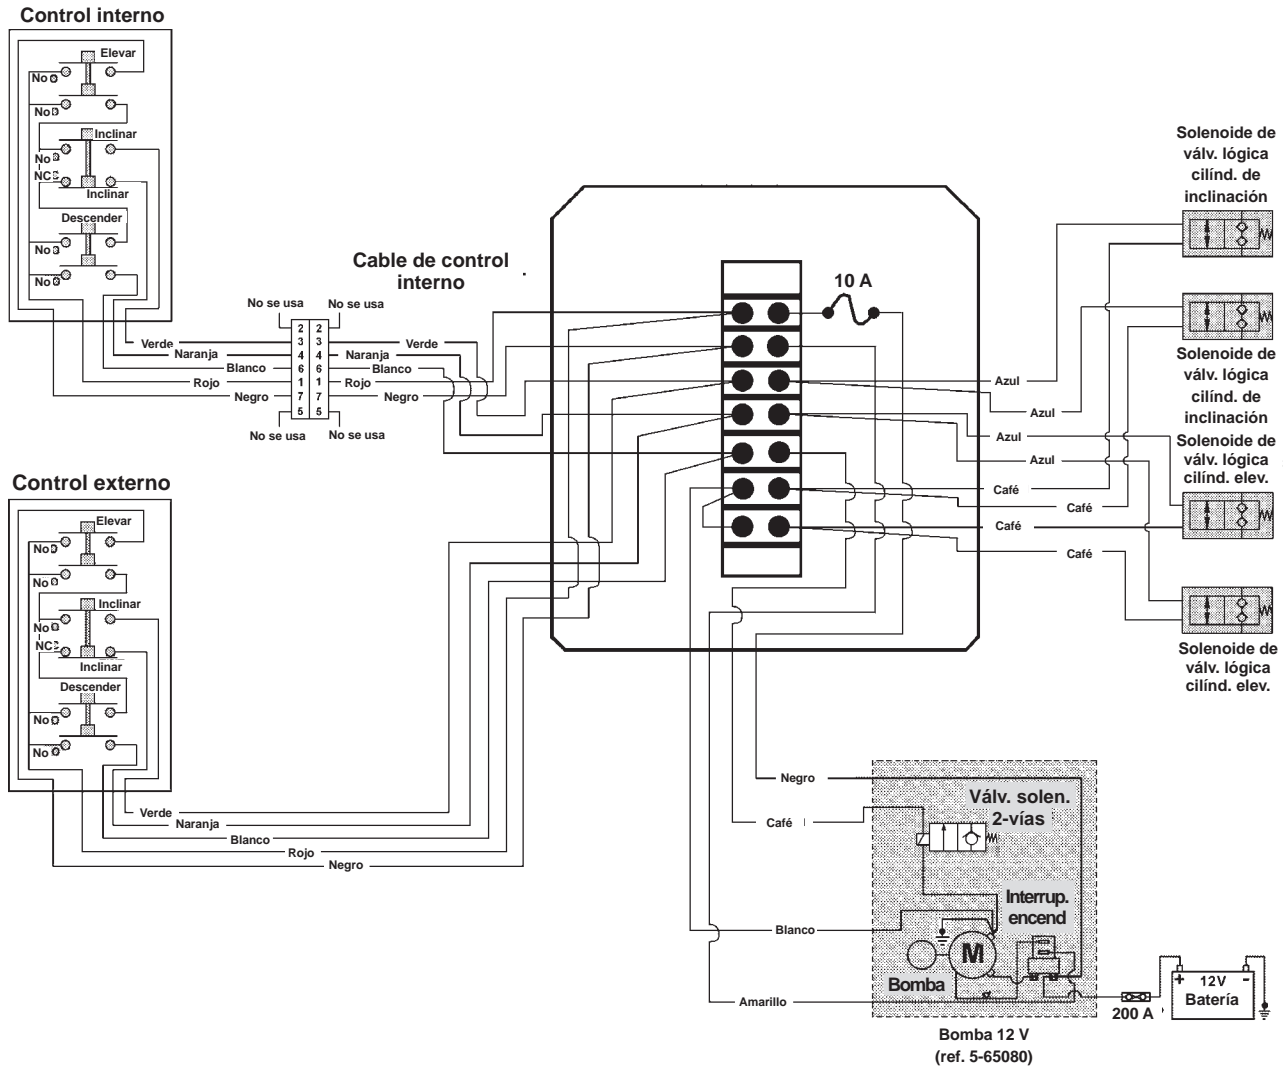 Control interno
Elevar
No
No
Inclinar
No
NC
Inclinar
Descender
No
No
Cable de control
interno
No se usa
No se usa
2 2
3 3
4 4
6 6
1 1
7 7
5 5
Verde
Naranja
Blanco
Rojo
Negro
Verde
Naranja
Blanco
Rojo
Negro
No se usa
No se usa
10 A
Solenoide de
válv. lógica
cilínd. de
inclinación
Solenoide de
válv. lógica
cilínd. de
inclinación
Solenoide de
válv. lógica
cilínd. elev.
Solenoide de
válv. lógica
cilínd. elev.
Azul
Azul
Azul
Azul
Café
Café
Café
Café
Control externo
Elevar
No
No
Inclinar
No
NC
Inclinar
Descender
No
No
Verde
Naranja
Blanco
Rojo
Negro
Negro
Café
Blanco
Amarillo
Válv. solen.
2-vías
Interrup.
encend
M
Bomba
Bomba 12 V
(ref. 5-65080)
200 A
+ 12V -
Batería